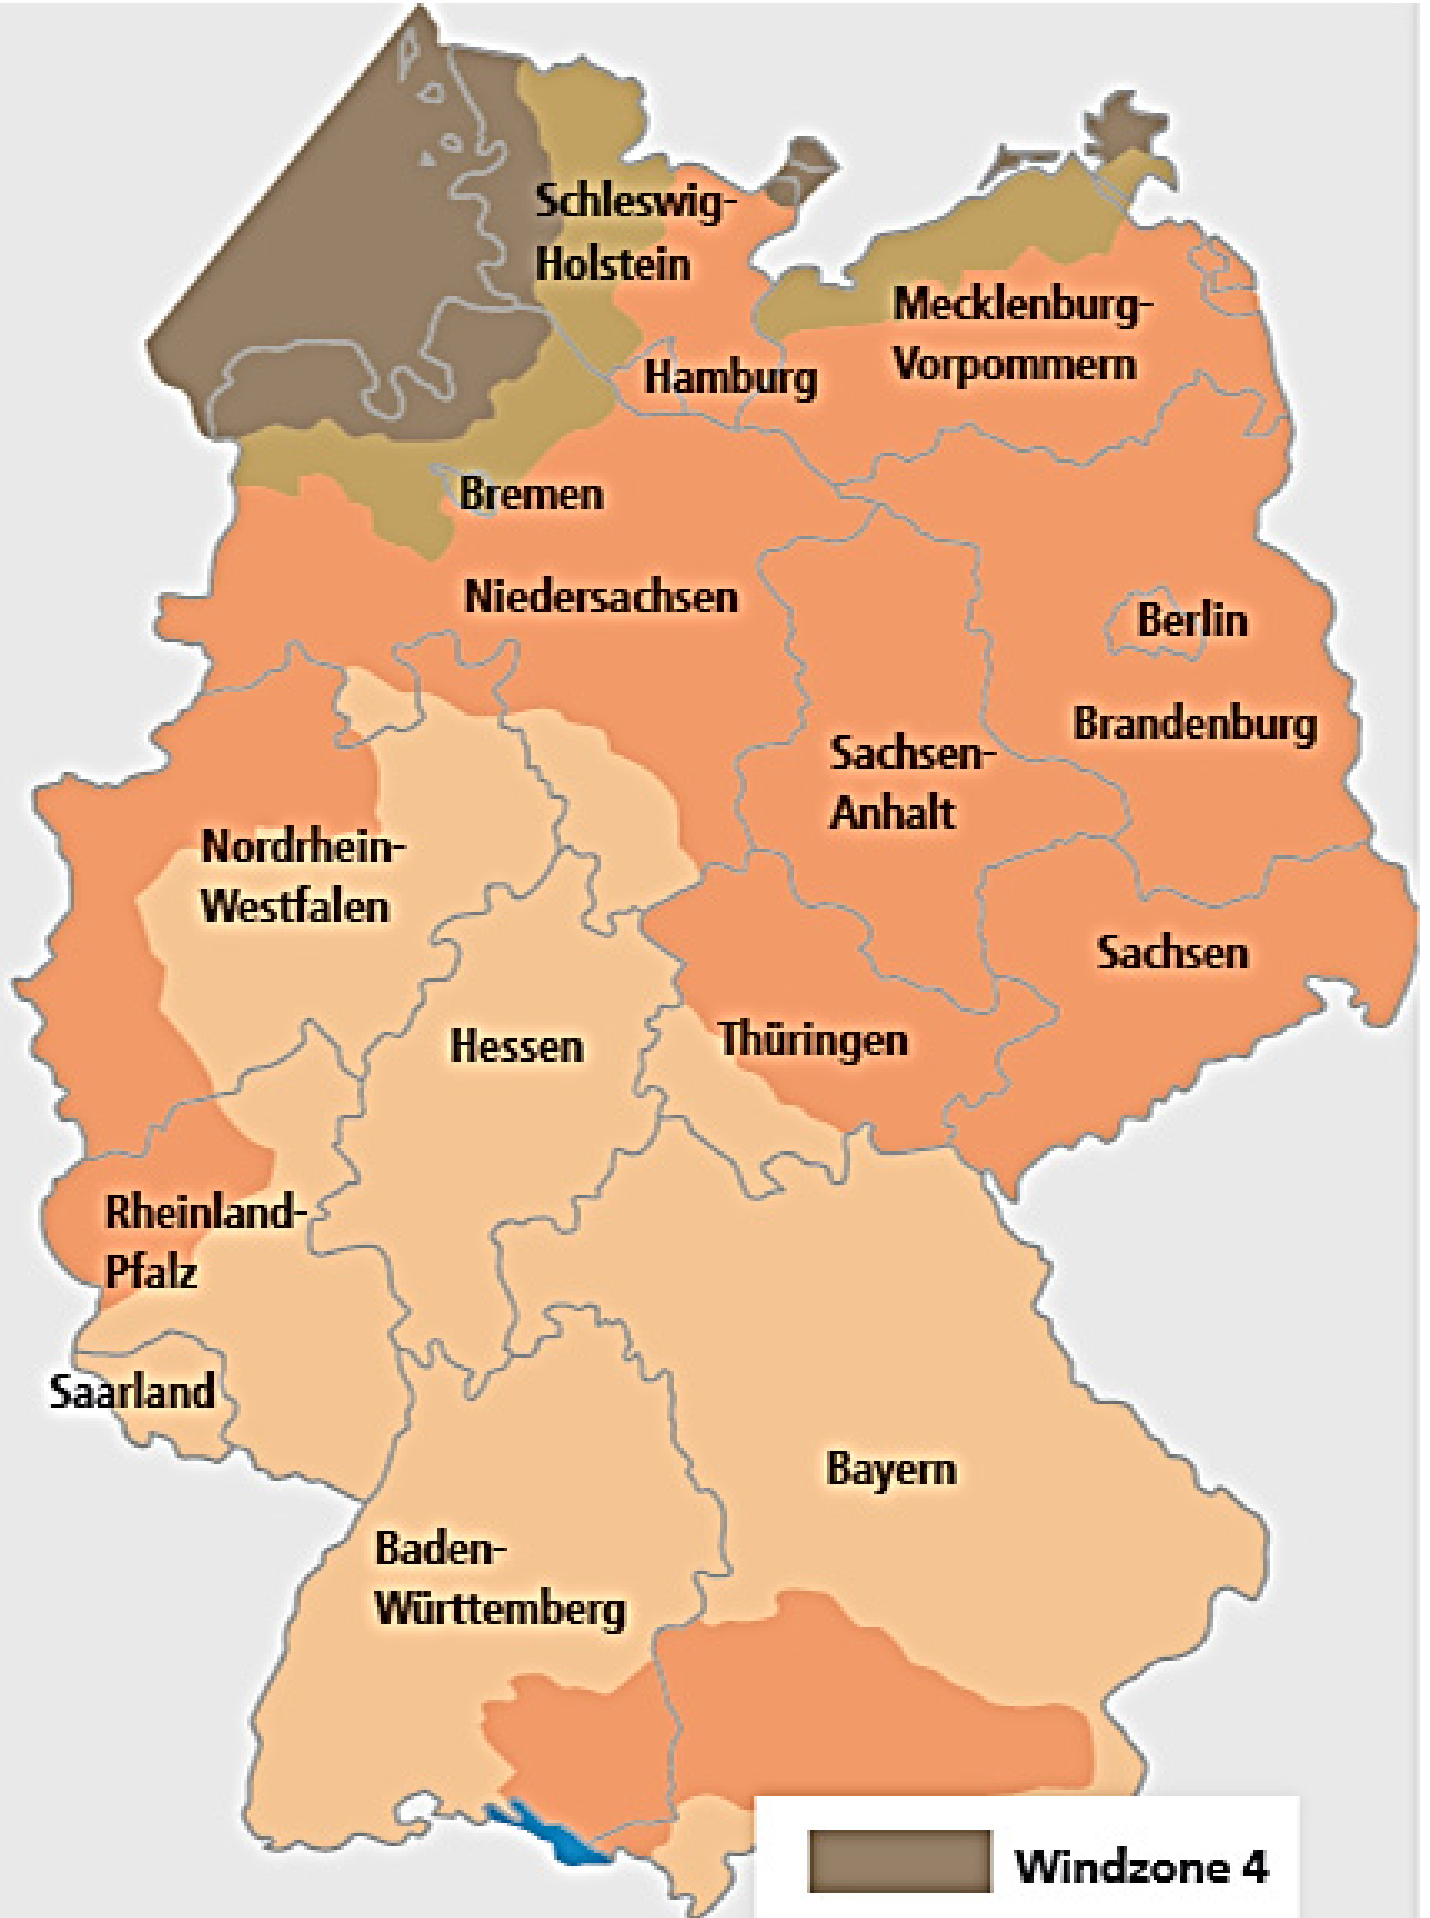 Schleswig-
Holstein
Mecklenburg-
Vorpommern
Hamburg
Bremen
Niedersachsen
Berlin
Brandenburg
Sachsen-
Anhalt
Nordrhein-
Westfalen
Sachsen
Hessen
Thüringen
Rheinland-
Pfalz
Saarland
Bayern
Baden-
Württemberg
Windzone 4